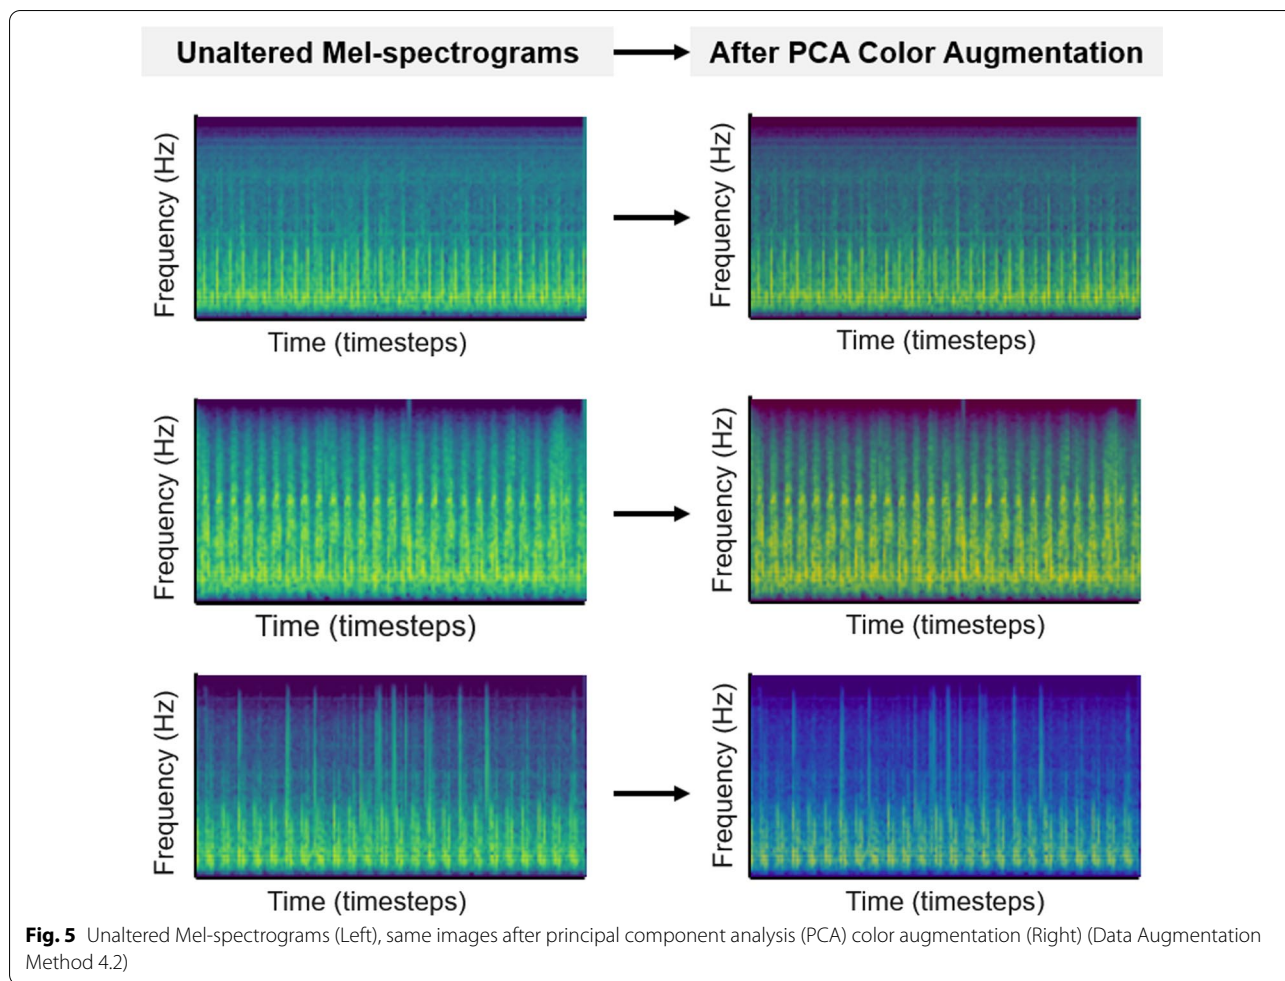 Unaltered Mel-spectrograms
After PCA Color Augmentation
Frequency (Hz)
Time (timesteps)
Frequency (Hz)
Time (timesteps)
Frequency (Hz)
Time (timesteps)
Frequency (Hz)
Time (timesteps)
Frequency (Hz)
Time (timesteps)
Frequency (Hz)
Time (timesteps)
Fig. 5 Unaltered Mel-spectrograms (Left), same images after principal component analysis (PCA) color augmentation (Right) (Data Augmentation
Method 4.2)